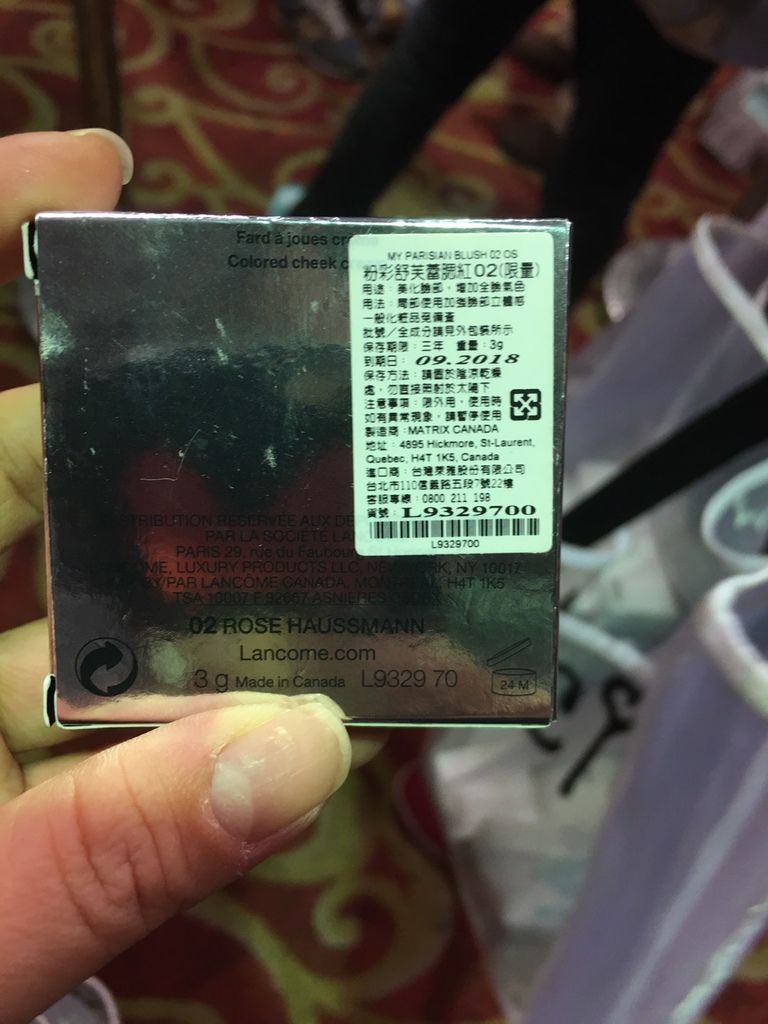 Fard à joues
Colored cheek
MY PARISIAN BLUSH 02 OS
粉彩舒芙蕾腮紅02(限量)
用途：美化臉部，增加全臉氣色
用法：局部使用加強臉部立體感
一般化粧品免備查
批號／全成分請見外包裝所示
保存期限：三年 重量：3g
到期日：09.2018
保存方法：請置於陰涼乾燥
處，勿直接照射於太陽下
注意事項：限外用，使用時
如有異常現象，請暫停使用
製造商：MATRIX CANADA
地址：4895 Hickmore, St-Laurent,
Quebec, H4T 1K5, Canada
進口商：台灣萊雅股份有限公司
台北市110信義路五段7號22樓
客服專線：0800 211 198
貨號：L9329700
L9329700
RIBUTION RESERVEE AUX DE
PAR LA SOCIETE LA
PARIS 29, rue du Faubou
ME, LUXURY PRODUCTS LLC, NEW YORK, NY 10017
BY/PAR LANCOME CANADA, MONTREAL, H4T 1K5
TSA 10007 F 92667 ASNIERES CEDEX
02 ROSE HAUSSMANN
Lancome.com
3 g Made in Canada L9329 70
24 M